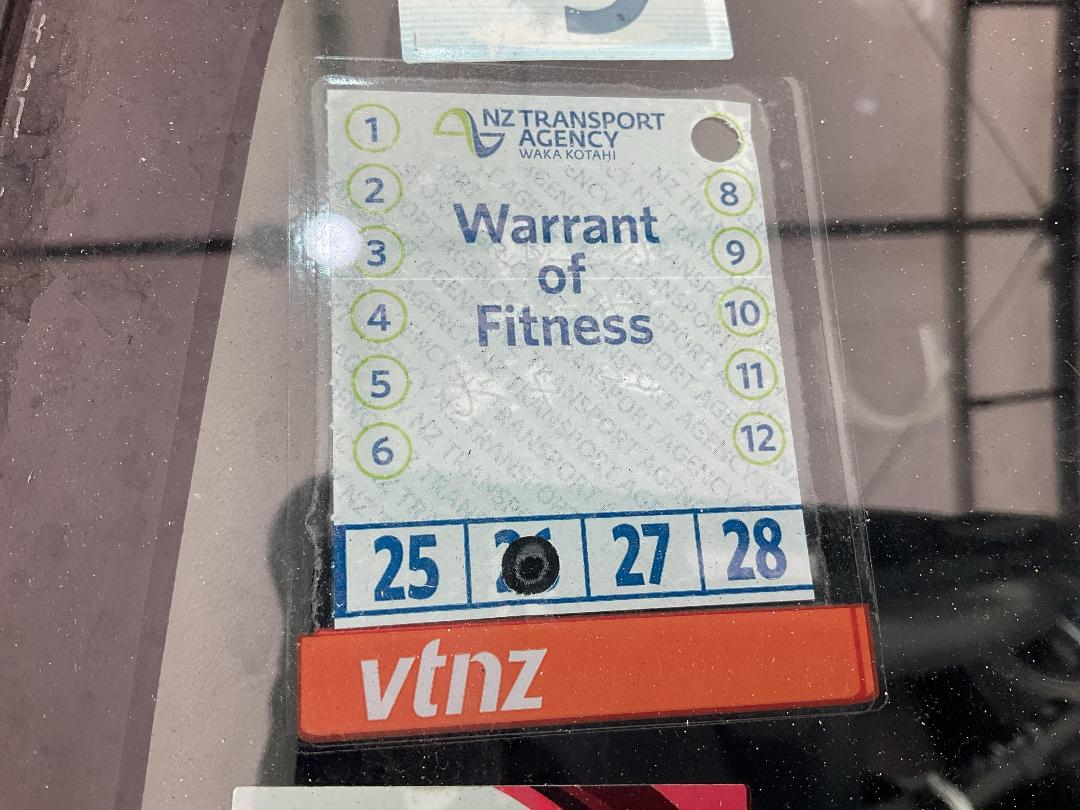 1
NZ TRANSPORT
AGENCY
WAKA KOTAHI
2
8
Warrant
3
9
of
4
10
Fitness
5
11
6
12
25
27
28
vtnz